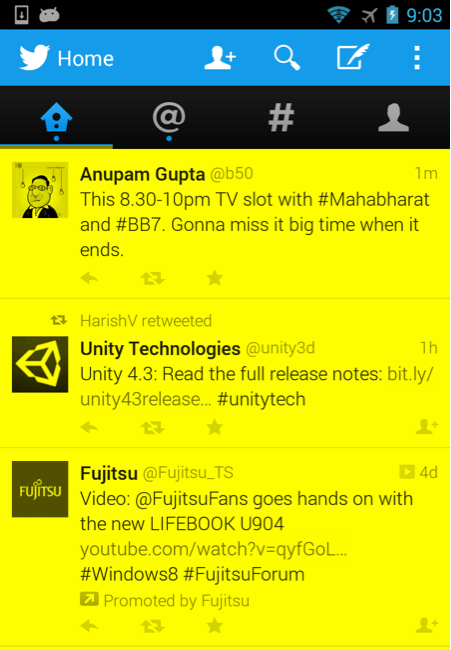 9:03
Home
@
#
Anupam Gupta @b50 1m
This 8.30-10pm TV slot with #Mahabharat
and #BB7. Gonna miss it big time when it
ends.
HarishV retweeted
Unity Technologies @unity3d 1h
Unity 4.3: Read the full release notes: bit.ly/
unity43release... #unitytech
FUJITSU
Fujitsu @Fujitsu_TS 4d
Video: @FujitsuFans goes hands on with
the new LIFEBOOK U904
youtube.com/watch?v=qyfGoL...
#Windows8 #FujitsuForum
Promoted by Fujitsu